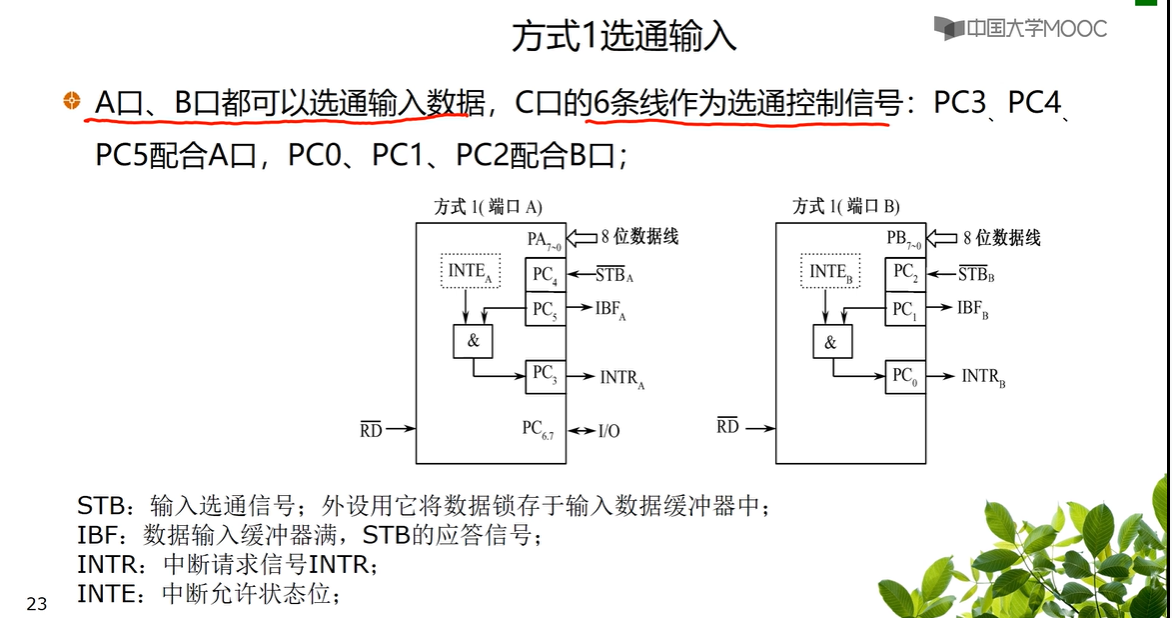 方式1选通输入
中国大学MOOC
A口、B口都可以选通输入数据，C口的6条线作为选通控制信号：PC3、PC4、
PC5配合A口，PC0、PC1、PC2配合B口；
方式 1( 端口 A)
PA7~0
8 位数据线
INTEA
PC4
STBA
PC5
IBFA
&
PC3
INTRA
RD
PC6.7
I/O
方式 1( 端口 B)
PB7~0
8 位数据线
INTEB
PC2
STBB
PC1
IBFB
&
PC0
INTRB
RD
STB：输入选通信号；外设用它将数据锁存于输入数据缓冲器中；
IBF：数据输入缓冲器满，STB的应答信号；
INTR：中断请求信号INTR；
INTE：中断允许状态位；
23